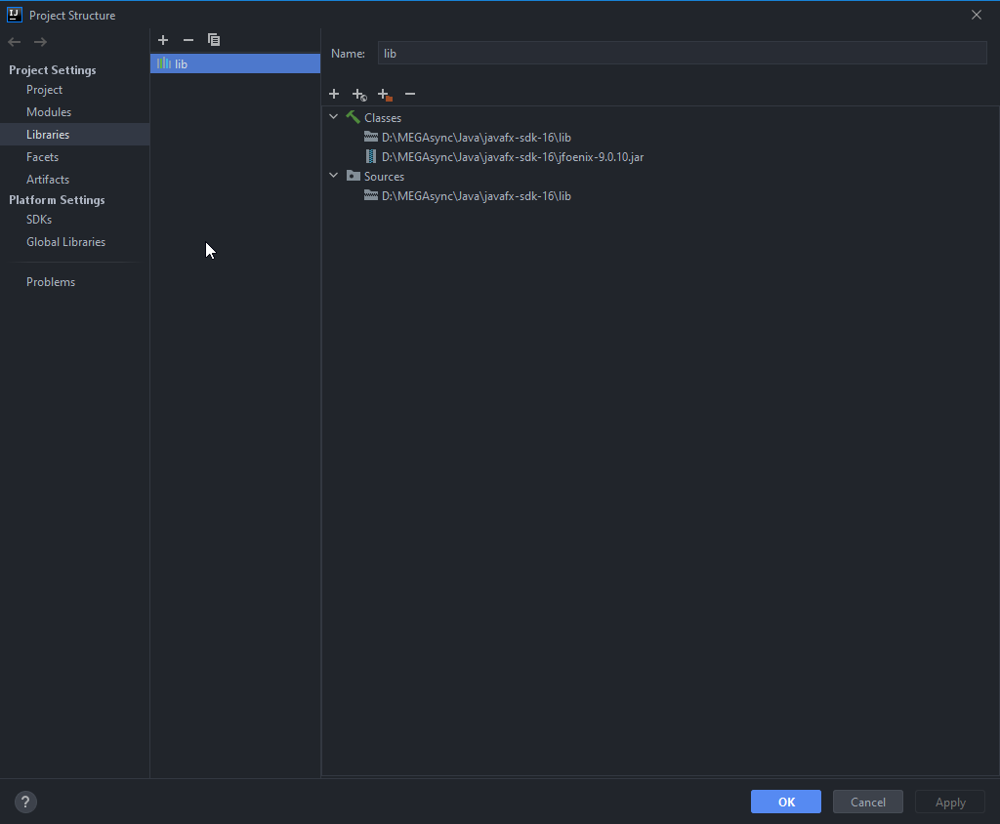 IJ
Project Structure
Project Settings
Project
Modules
Libraries
Facets
Artifacts
Platform Settings
SDKs
Global Libraries
Problems
lib
Name: lib
Classes
D:\MEGAsync\Java\javafx-sdk-16\lib
D:\MEGAsync\Java\javafx-sdk-16\jfoenix-9.0.10.jar
Sources
D:\MEGAsync\Java\javafx-sdk-16\lib
?
OK
Cancel
Apply